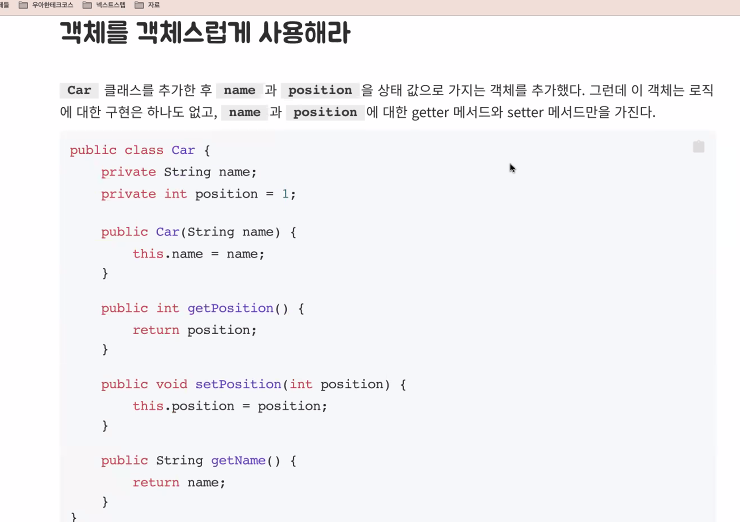 우아한테크코스 넥스트스텝 자료
객체를 객체스럽게 사용해라
Car 클래스를 추가한 후 name 과 position 을 상태 값으로 가지는 객체를 추가했다. 그런데 이 객체는 로직
에 대한 구현은 하나도 없고, name 과 position 에 대한 getter 메서드와 setter 메서드만을 가진다.
public class Car {
    private String name;
    private int position = 1;

    public Car(String name) {
        this.name = name;
    }

    public int getPosition() {
        return position;
    }

    public void setPosition(int position) {
        this.position = position;
    }

    public String getName() {
        return name;
    }
}